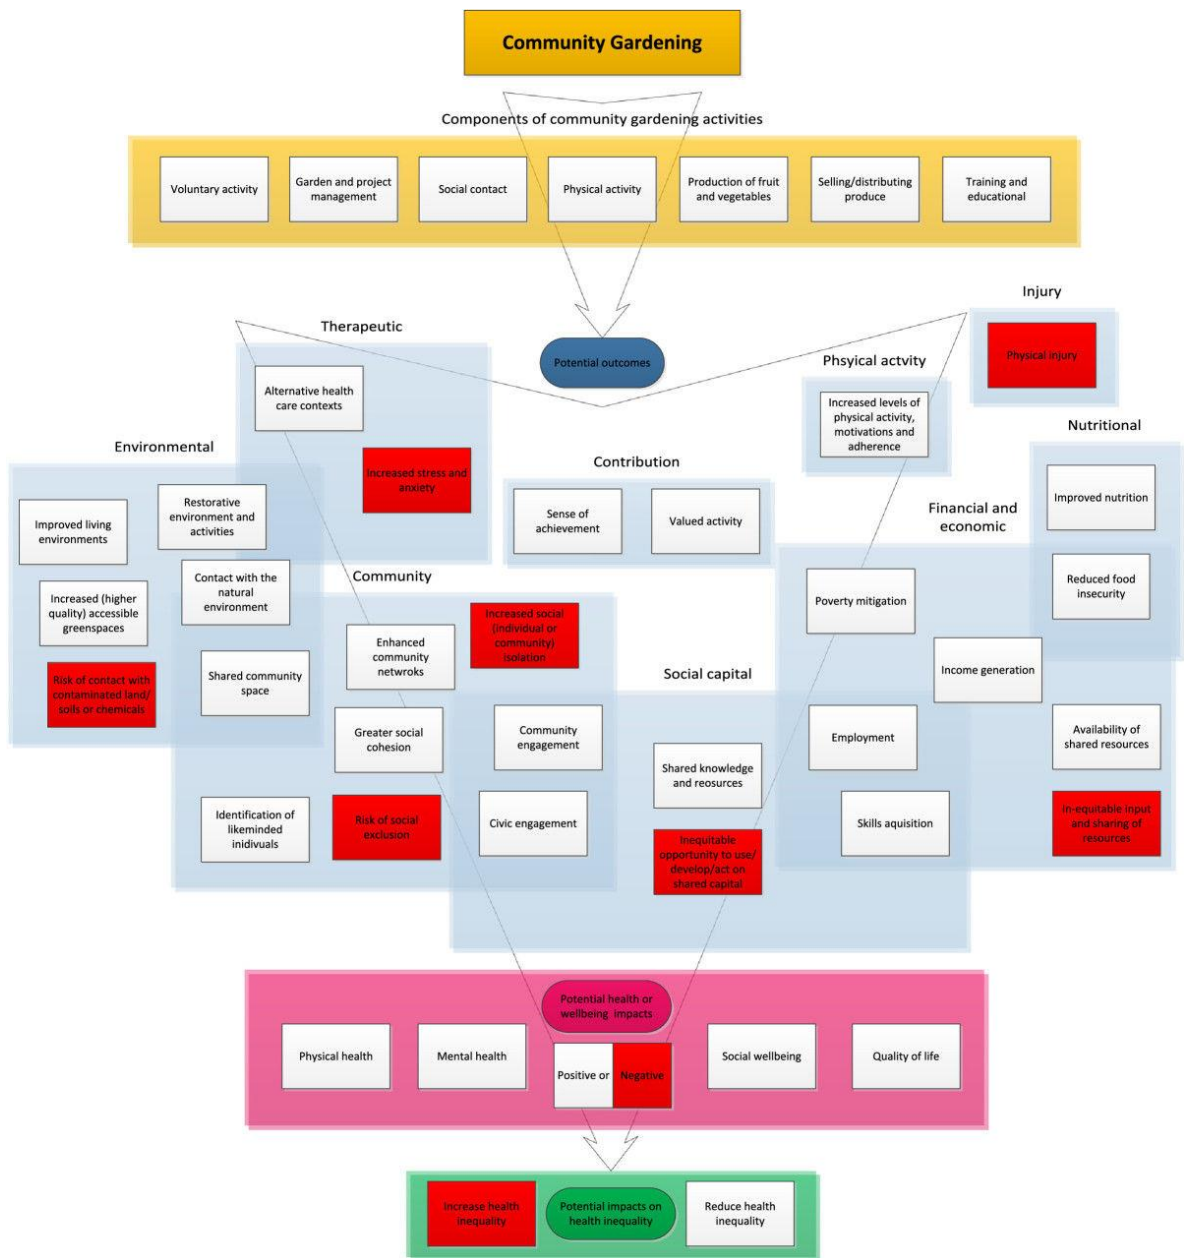 Community Gardening
Components of community gardening activities
Voluntary activity
Garden and project
management
Social contact
Physical activity
Production of fruit
and vegetables
Selling/distributing
produce
Training and
educational
Potential outcomes
Therapeutic
Alternative health
care contexts
Increased stress and
anxiety
Environmental
Improved living
environments
Restorative
environment and
activities
Increased (higher
quality) accessible
greenspaces
Contact with the
natural environment
Risk of contact with
contaminated land/
soils or chemicals
Shared community
space
Community
Enhanced
community
netwroks
Increased social
(individual or
community)
isolation
Greater social
cohesion
Community
engagement
Identification of
likeminded
inidivuals
Risk of social
exclusion
Civic engagement
Contribution
Sense of
achievement
Valued activity
Social capital
Shared knowledge
and reosurces
Inequitable
opportunity to use/
develop/act on
shared capital
Phsyical actvity
Increased levels of
physical activity,
motivations and
adherence
Injury
Physical injury
Nutritional
Improved nutrition
Reduced food
insecurity
Financial and
economic
Poverty mitigation
Income generation
Employment
Availability of
shared resources
Skills aquisition
In-equitable input
and sharing of
resources
Potential health or
wellbeing impacts
Physical health
Mental health
Positive or
Negative
Social wellbeing
Quality of life
Increase health
inequality
Potential impacts on
health inequality
Reduce health
inequality